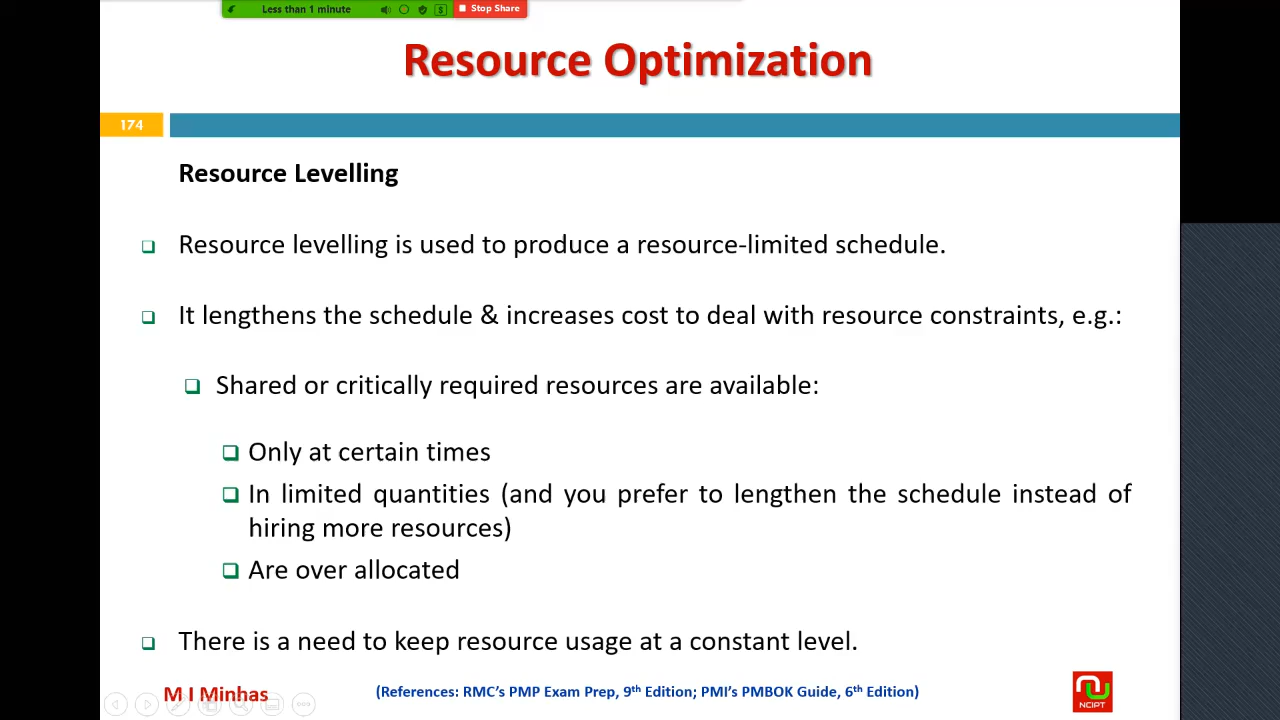 Less than 1 minute
Stop Share
Resource Optimization
174
Resource Levelling
Resource levelling is used to produce a resource-limited schedule.
It lengthens the schedule & increases cost to deal with resource constraints, e.g.:
Shared or critically required resources are available:
Only at certain times
In limited quantities (and you prefer to lengthen the schedule instead of
hiring more resources)
Are over allocated
There is a need to keep resource usage at a constant level.
M I Minhas
(References: RMC's PMP Exam Prep, 9th Edition; PMI's PMBOK Guide, 6th Edition)
NCIPT